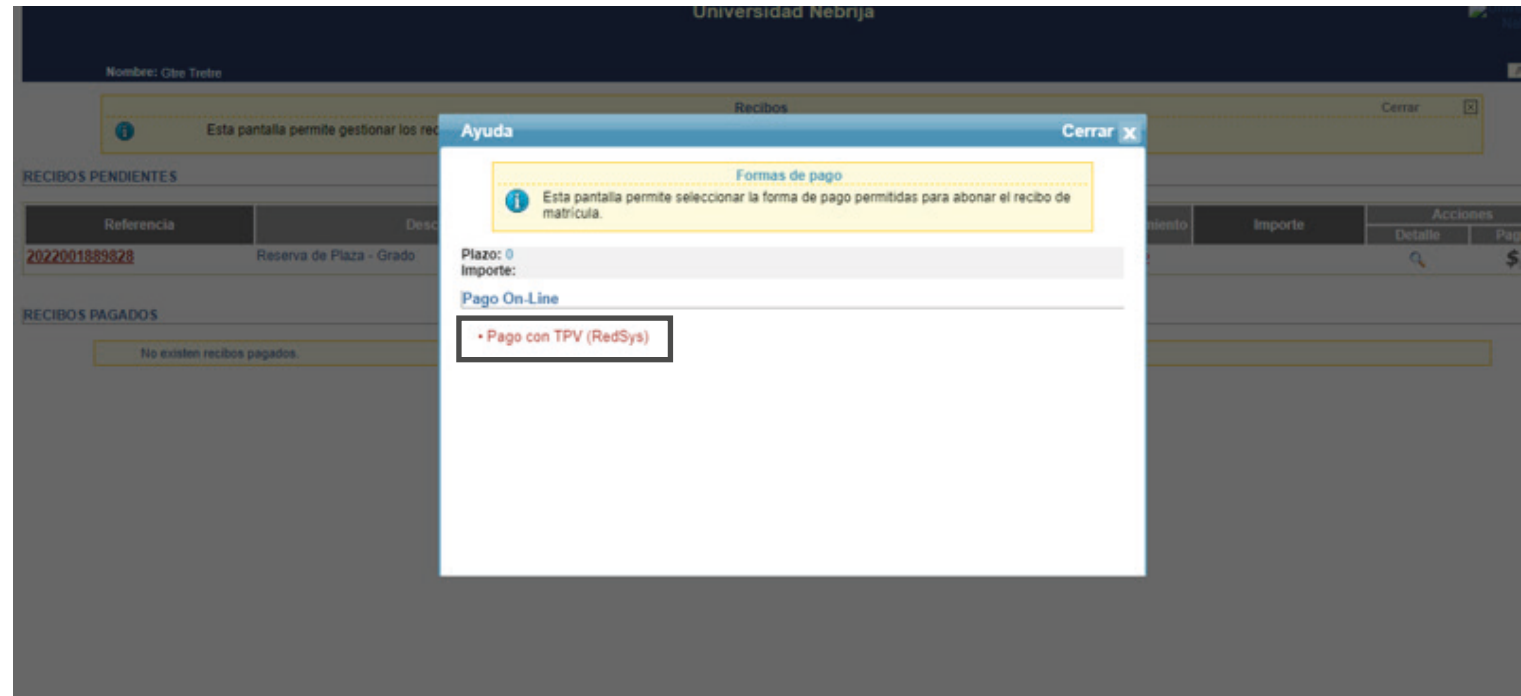 Universidad Nebrija
Nombre: Gtre Tretre
Recibos
Cerrar
Esta pantalla permite gestionar los rec
Ayuda
Cerrar x
Formas de pago
Esta pantalla permite seleccionar la forma de pago permitidas para abonar el recibo de
matrícula.
RECIBOS PENDIENTES
Referencia
Desc
miento
Importe
Acciones
Detalle
Pag
2022001889828
Reserva de Plaza - Grado
2
$
Plazo: 0
Importe:
Pago On-Line
• Pago con TPV (RedSys)
RECIBOS PAGADOS
No existen recibos pagados.